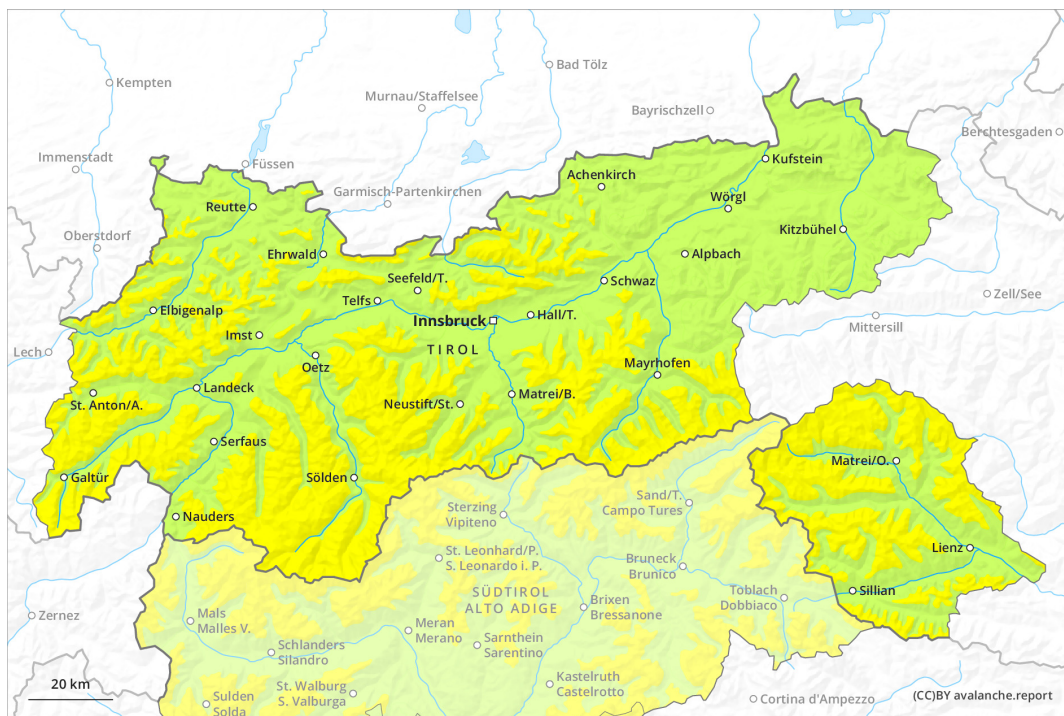 Kempten
Bad Tölz
Murnau/Staffelsee
Bayrischzell
Berchtesgaden
Immenstadt
Füssen
Kufstein
Achenkirch
Garmisch-Partenkirchen
Wörgl
Reutte
Kitzbühel
Oberstdorf
Ehrwald
Alpbach
Seefeld/T.
Schwaz
Zell/See
Telfs
Elbigenalp
Hall/T.
Innsbruck
Mittersill
Imst
Lech
TIROL
Oetz
Mayrhofen
Landeck
St. Anton/A.
Neustift/St.
Matrei/B.
Serfaus
Matrei/O.
Galtür
Sölden
Sand/T.
Campo Tures
Sterzing
Vipiteno
Nauders
Lienz
St. Leonhard/P.
S. Leonardo i. P.
Bruneck
Brunico
SÜDTIROL
ALTO ADIGE
Sillian
Toblach
Dobbiaco
Brixen
Bressanone
Zernez
Mals
Malles V.
Meran
Merano
Sarnthein
Sarentino
Schlanders
Silandro
20 km
St. Walburg
S. Valburga
Kastelruth
Castelrotto
Sulden
Solda
Cortina d'Ampezzo
(CC)BY avalanche.report